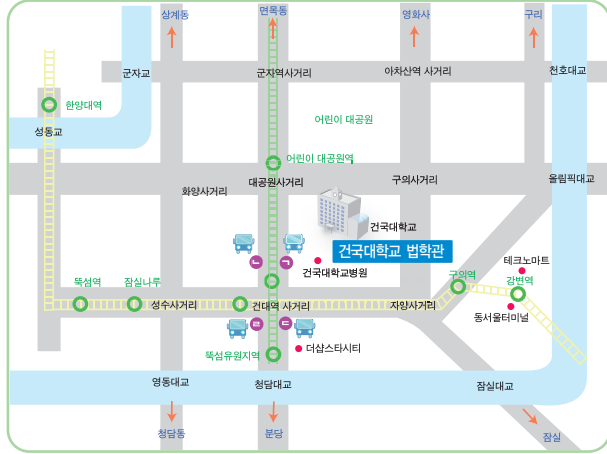 상계동
면목동
영화사
구리
군자교
군자역사거리
아차산역 사거리
천호대교
한양대역
어린이 대공원
성동교
어린이 대공원역
대공원사거리
구의사거리
올림픽대교
화양사거리
건국대학교
건국대학교 법학관
ㄴ
ㄱ
건국대학교병원
테크노마트
뚝섬역
잠실나루
구의역
강변역
성수사거리
건대역 사거리
자양사거리
동서울터미널
ㄹ
ㄷ
더샵스타시티
뚝섬유원지역
영동대교
청담대교
잠실대교
청담동
분당
잠실